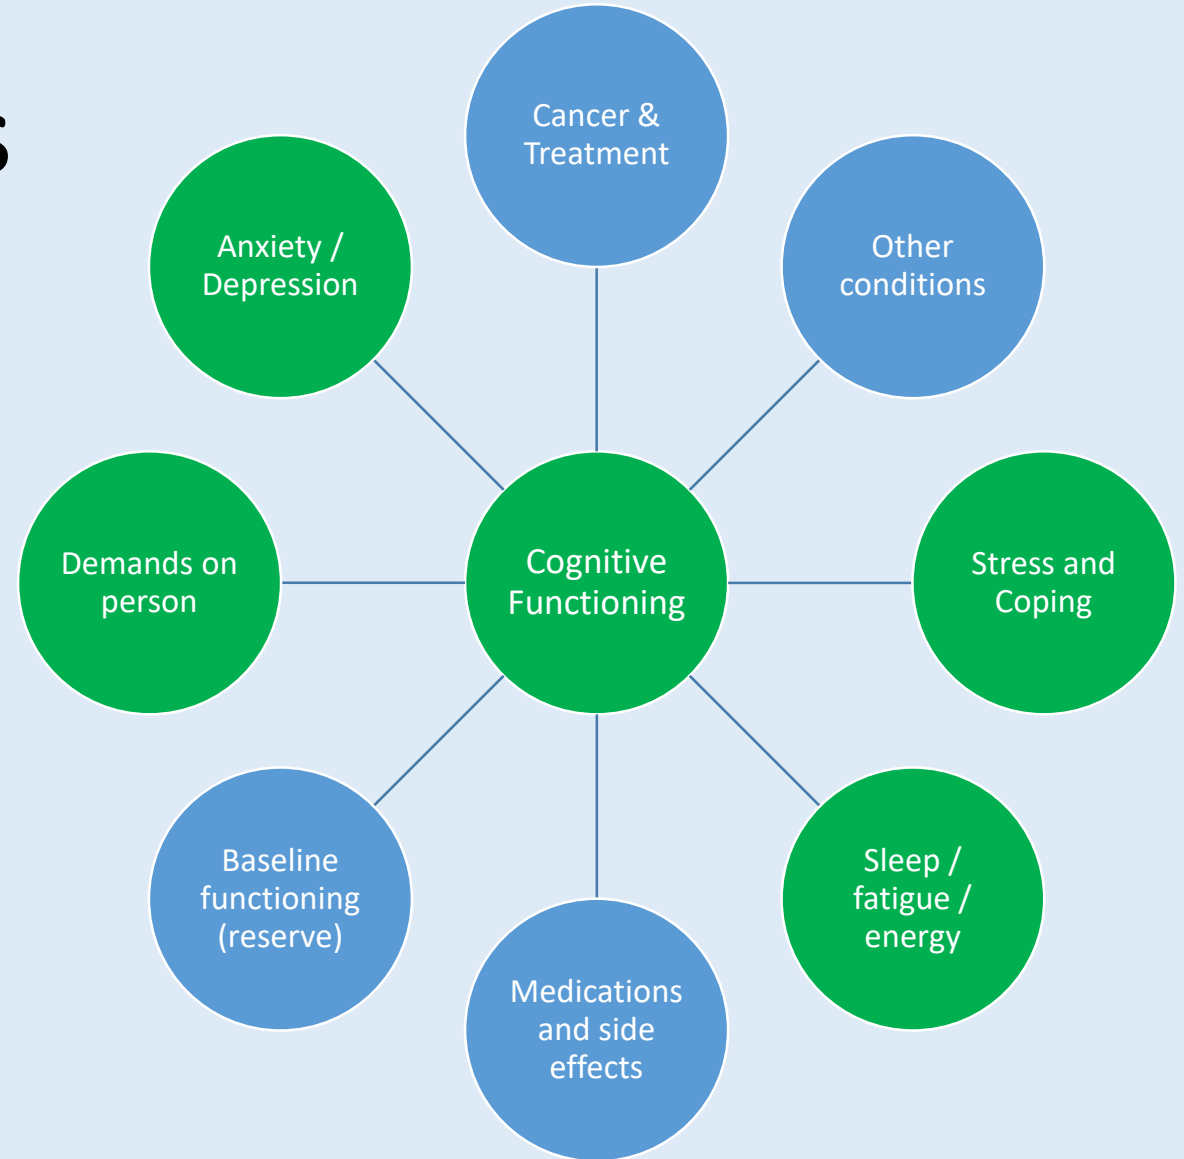 s
Cancer &
Treatment
Other
conditions
Stress and
Coping
Sleep /
fatigue /
energy
Medications
and side
effects
Baseline
functioning
(reserve)
Demands on
person
Anxiety /
Depression
Cognitive
Functioning